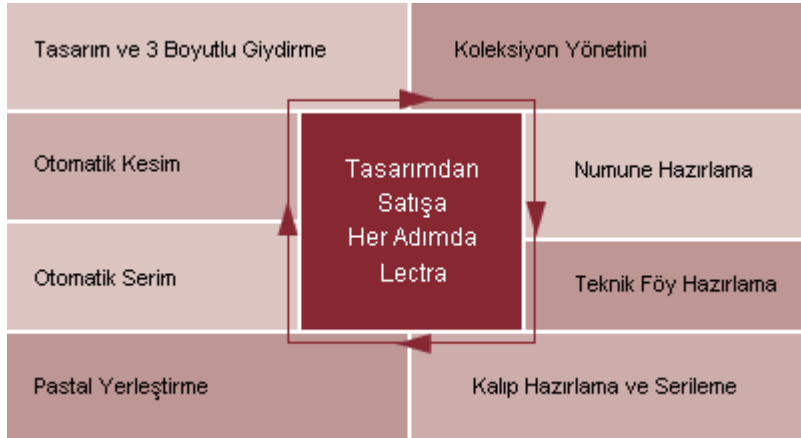 Tasarım ve 3 Boyutlu Giydirme
Koleksiyon Yönetimi
Otomatik Kesim
Tasarımdan
Satışa
Her Adımda
Lectra
Numune Hazırlama
Otomatik Serim
Teknik Föy Hazırlama
Pastal Yerleştirme
Kalıp Hazırlama ve Serileme